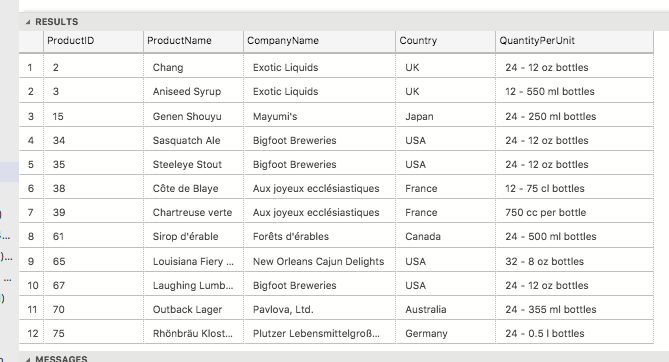 RESULTS
ProductID ProductName CompanyName Country QuantityPerUnit
1 2 Chang Exotic Liquids UK 24 - 12 oz bottles
2 3 Aniseed Syrup Exotic Liquids UK 12 - 550 ml bottles
3 15 Genen Shouyu Mayumi's Japan 24 - 250 ml bottles
4 34 Sasquatch Ale Bigfoot Breweries USA 24 - 12 oz bottles
5 35 Steeleye Stout Bigfoot Breweries USA 24 - 12 oz bottles
6 38 Côte de Blaye Aux joyeux ecclésiastiques France 12 - 75 cl bottles
7 39 Chartreuse verte Aux joyeux ecclésiastiques France 750 cc per bottle
8 61 Sirop d'érable Forêts d'érables Canada 24 - 500 ml bottles
9 65 Louisiana Fiery ... New Orleans Cajun Delights USA 32 - 8 oz bottles
10 67 Laughing Lumb... Bigfoot Breweries USA 24 - 12 oz bottles
11 70 Outback Lager Pavlova, Ltd. Australia 24 - 355 ml bottles
12 75 Rhönbräu Klost... Plutzer Lebensmittelgroß... Germany 24 - 0.5 l bottles
MESSAGES